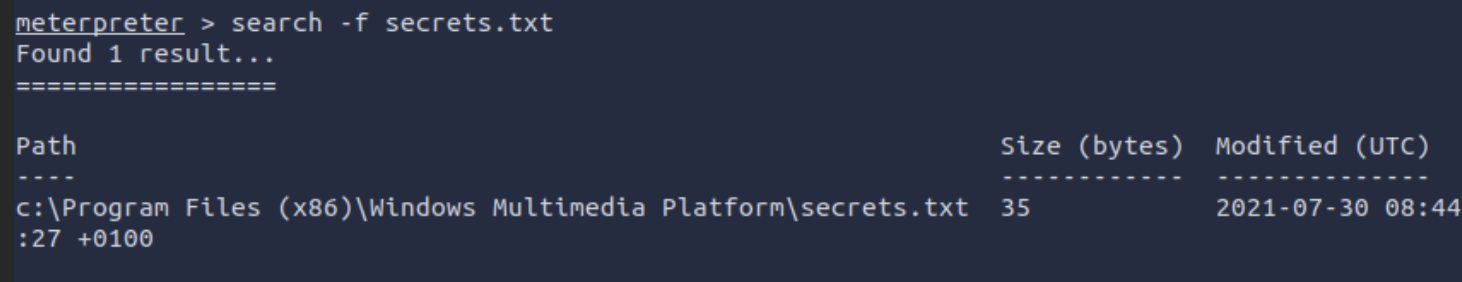 meterpreter > search -f secrets.txt
Found 1 result...
=================
Path Size (bytes) Modified (UTC)
---- ------------ --------------
c:\Program Files (x86)\Windows Multimedia Platform\secrets.txt 35 2021-07-30 08:44
:27 +0100